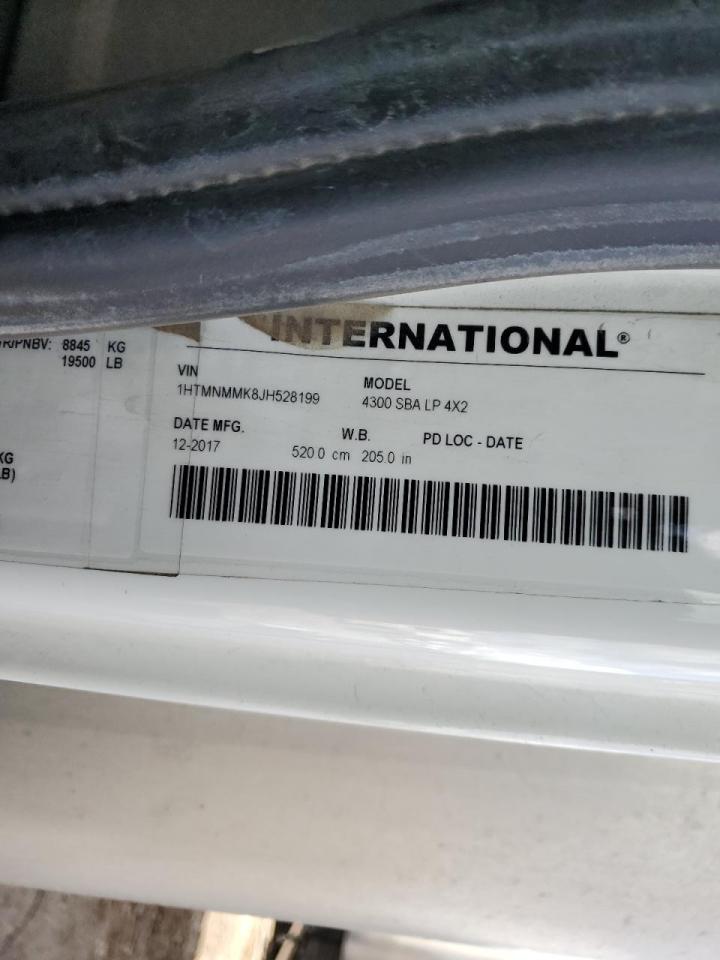 INTERNATIONAL®
8845 KG
19500 LB
VIN
1HTMNMMK8JH528199
MODEL
4300 SBA LP 4X2
DATE MFG.
12-2017
W.B.
520.0 cm 205.0 in
PD LOC - DATE
KG
LB)